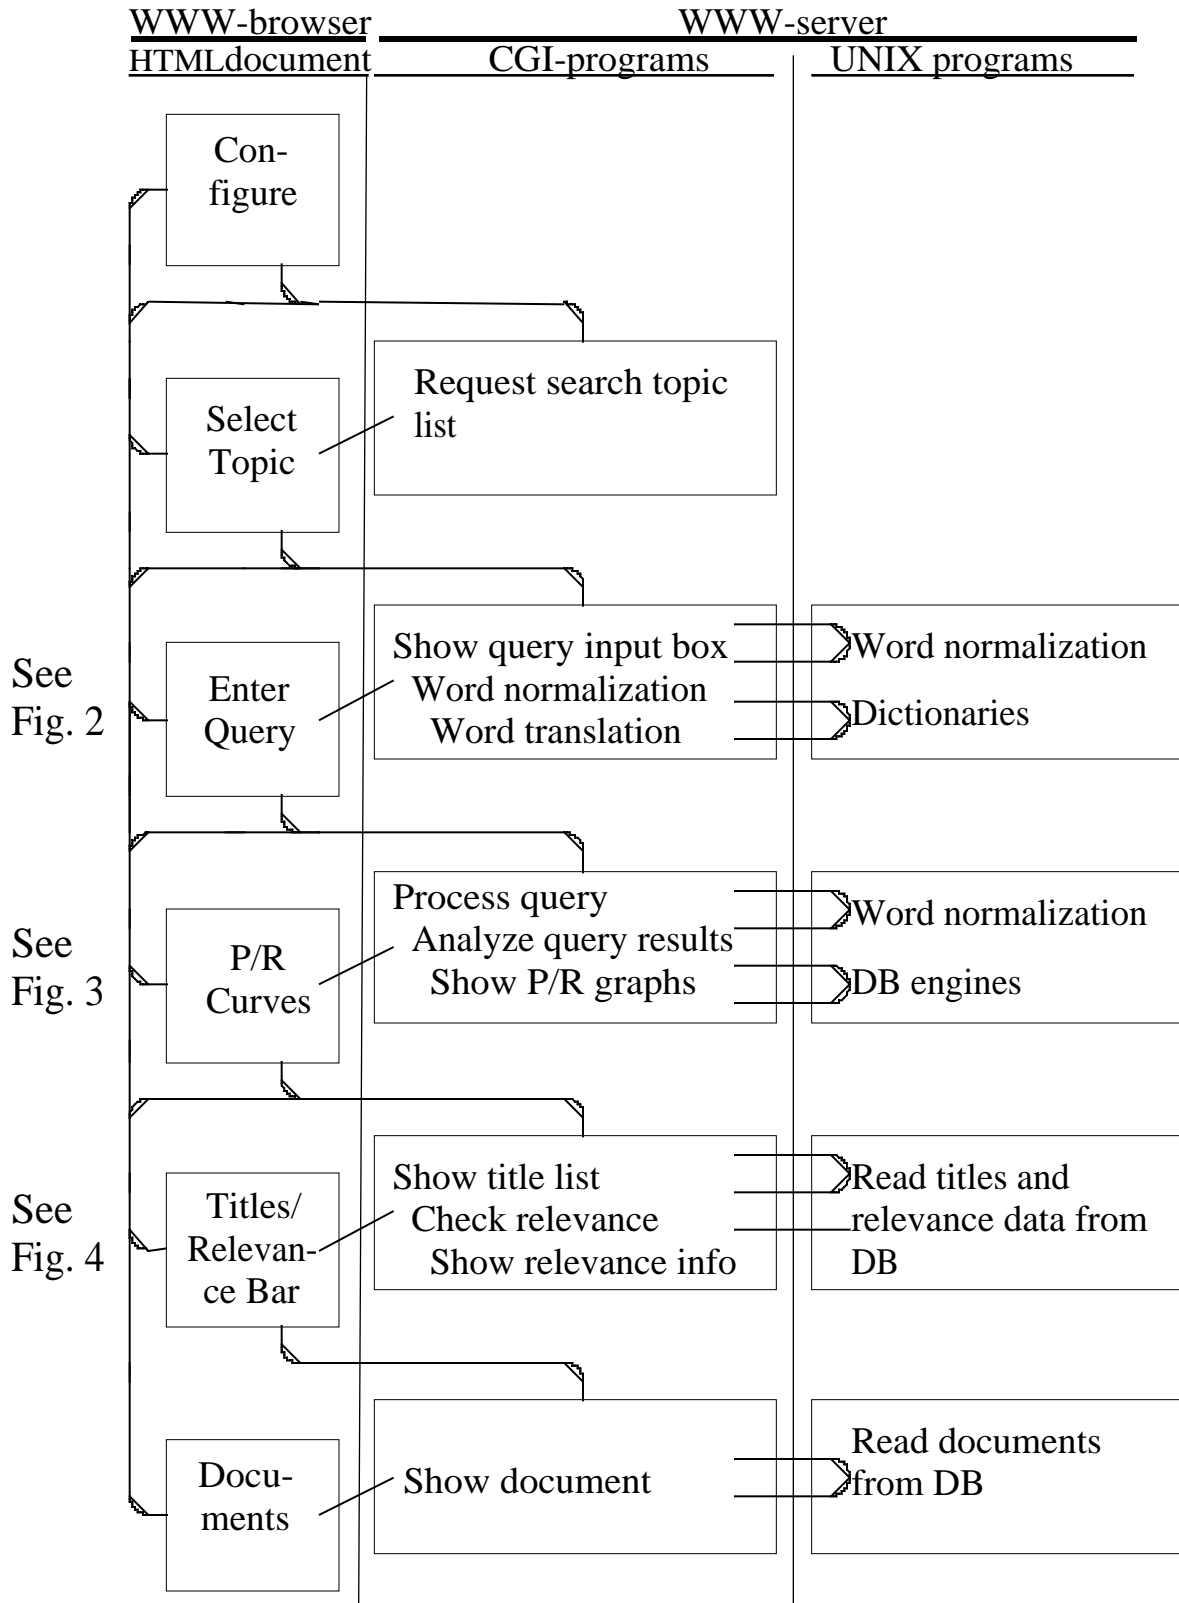 WWW-browser
WWW-server
HTMLdocument
CGI-programs
UNIX programs
Con-
figure
Select
Topic
Request search topic
list
See
Fig. 2
Enter
Query
Show query input box
Word normalization
Word translation
Word normalization
Dictionaries
See
Fig. 3
P/R
Curves
Process query
Analyze query results
Show P/R graphs
Word normalization
DB engines
See
Fig. 4
Titles/
Relevan-
ce Bar
Show title list
Check relevance
Show relevance info
Read titles and
relevance data from
DB
Docu-
ments
Show document
Read documents
from DB